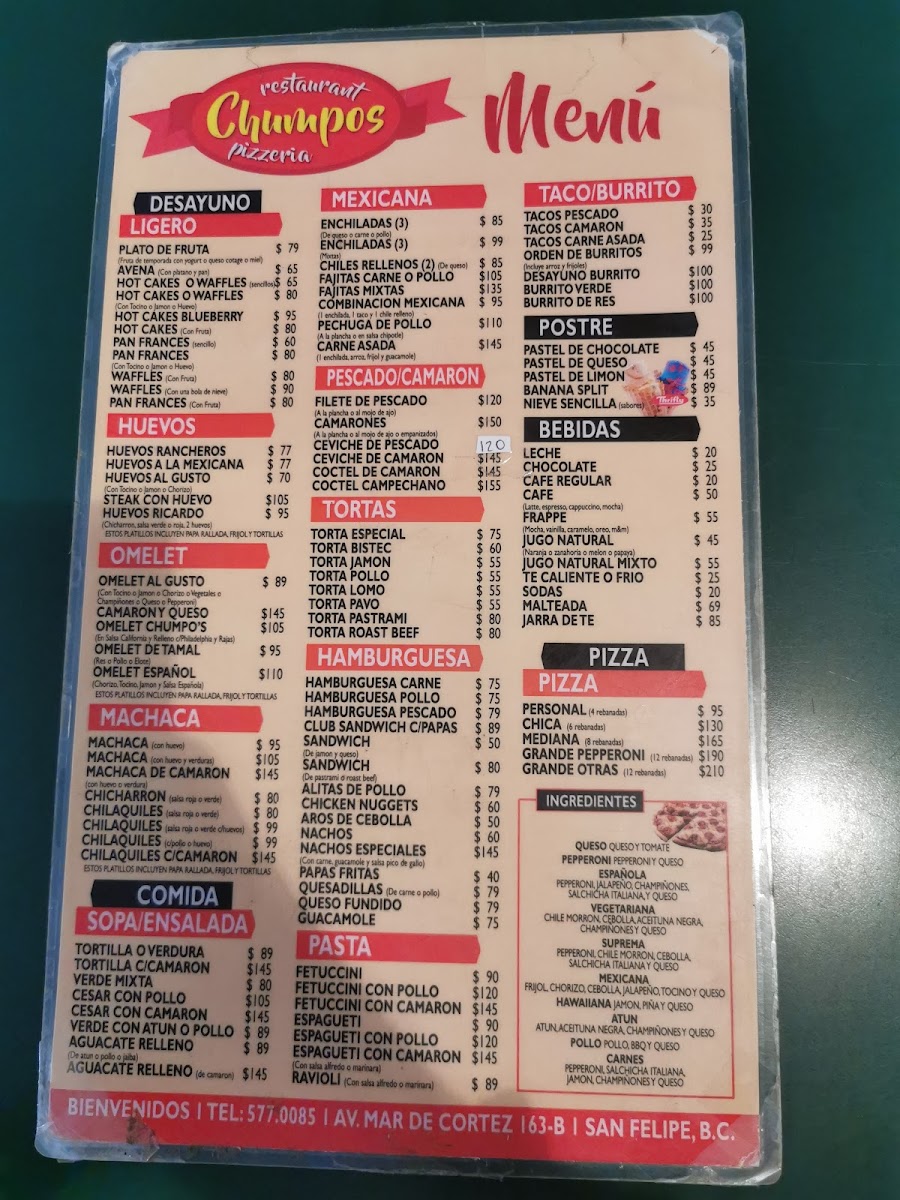 restaurant
Chumpos
pizzeria
Menú
DESAYUNO
LIGERO
PLATO DE FRUTA $ 79
(Fruta de temporada con yogurt o queso cotage o miel)
AVENA (Con platano y pan) $ 65
HOT CAKES O WAFFLES (sencillos) $ 65
HOT CAKES O WAFFLES $ 80
(Con Tocino o Jamon o Huevo)
HOT CAKES BLUEBERRY $ 95
HOT CAKES (Con Fruta) $ 80
PAN FRANCES (sencillo) $ 60
PAN FRANCES $ 80
(Con Tocino o Jamon o Huevo)
WAFFLES (Con Fruta) $ 80
WAFFLES (Con una bola de nieve) $ 90
PAN FRANCES (Con Fruta) $ 80
HUEVOS
HUEVOS RANCHEROS $ 77
HUEVOS A LA MEXICANA $ 77
HUEVOS AL GUSTO $ 70
(Con Tocino o Jamon o Chorizo)
STEAK CON HUEVO $105
HUEVOS RICARDO $ 95
(Chicharros, salsa verde o roja, 2 huevos)
ESTOS PLATILLOS INCLUYEN PAPA RALLADA, FRIJOL Y TORTILLAS
OMELET
OMELET AL GUSTO $ 89
(Con Tocino o Jamon o Chorizo o Vegetales o
Champiñones o Queso o Pepperoni)
CAMARON Y QUESO $145
OMELET CHUMPO'S $105
(En Salsa California y Relleno c/Philadelphia y Rajas)
OMELET DE TAMAL $ 95
(Res o Pollo o Elote)
OMELET ESPAÑOL $110
(Chorizo, Tocino, Jamon y Salsa Española)
ESTOS PLATILLOS INCLUYEN PAPA RALLADA, FRIJOL Y TORTILLAS
MACHACA
MACHACA (con huevo) $ 95
MACHACA (con huevo y verduras) $105
MACHACA DE CAMARON $145
(con huevo o verdura)
CHICHARRON (salsa roja o verde) $ 80
CHILAQUILES (salsa roja o verde) $ 80
CHILAQUILES (salsa roja o verde c/huevos) $ 99
CHILAQUILES (c/pollo o huevo) $ 99
CHILAQUILES C/CAMARON $145
ESTOS PLATILLOS INCLUYEN PAPA RALLADA, FRIJOL Y TORTILLAS
COMIDA
SOPA/ENSALADA
TORTILLA O VERDURA $ 89
TORTILLA C/CAMARON $145
VERDE MIXTA $ 80
CESAR CON POLLO $105
CESAR CON CAMARON $145
VERDE CON ATUN O POLLO $ 89
AGUACATE RELLENO $ 89
(De atun o pollo o jaiba)
AGUACATE RELLENO (de camaron) $145
MEXICANA
ENCHILADAS (3) $ 85
(De queso o carne o pollo)
ENCHILADAS (3) $ 99
(Mixtas)
CHILES RELLENOS (2) (De queso) $ 85
FAJITAS CARNE O POLLO $105
FAJITAS MIXTAS $135
COMBINACION MEXICANA $ 95
(1 enchilada, 1 taco y 1 chile relleno)
PECHUGA DE POLLO $110
(A la plancha o en salsa chipotle)
CARNE ASADA $145
(1 enchilada, arroz, frijol y guacamole)
PESCADO/CAMARON
FILETE DE PESCADO $120
(A la plancha o al mojo de ajo)
CAMARONES $150
(A la plancha o al mojo de ajo o empanizados)
CEVICHE DE PESCADO 120
CEVICHE DE CAMARON $145
COCTEL DE CAMARON $145
COCTEL CAMPECHANO $155
TORTAS
TORTA ESPECIAL $ 75
TORTA BISTEC $ 60
TORTA JAMON $ 55
TORTA POLLO $ 55
TORTA LOMO $ 55
TORTA PAVO $ 55
TORTA PASTRAMI $ 80
TORTA ROAST BEEF $ 80
HAMBURGUESA
HAMBURGUESA CARNE $ 75
HAMBURGUESA POLLO $ 75
HAMBURGUESA PESCADO $ 79
CLUB SANDWICH C/PAPAS $ 89
SANDWICH $ 50
(De jamon y queso)
SANDWICH $ 80
(De pastrami o roast beef)
ALITAS DE POLLO $ 79
CHICKEN NUGGETS $ 60
AROS DE CEBOLLA $ 50
NACHOS $ 60
NACHOS ESPECIALES $145
(Con carne, guacamole y salsa pico de gallo)
PAPAS FRITAS $ 40
QUESADILLAS (De carne o pollo) $ 79
QUESO FUNDIDO $ 79
GUACAMOLE $ 75
PASTA
FETUCCINI $ 90
FETUCCINI CON POLLO $120
FETUCCINI CON CAMARON $145
ESPAGUETI $ 90
ESPAGUETI CON POLLO $120
ESPAGUETI CON CAMARON $145
(Con salsa alfredo o marinara)
RAVIOLI (Con salsa alfredo o marinara) $ 89
TACO/BURRITO
TACOS PESCADO $ 30
TACOS CAMARON $ 35
TACOS CARNE ASADA $ 25
ORDEN DE BURRITOS $ 99
(Incluye arroz y frijoles)
DESAYUNO BURRITO $100
BURRITO VERDE $100
BURRITO DE RES $100
POSTRE
PASTEL DE CHOCOLATE $ 45
PASTEL DE QUESO $ 45
PASTEL DE LIMON $ 45
BANANA SPLIT $ 89
NIEVE SENCILLA (sabores) $ 35
Thrifty
BEBIDAS
LECHE $ 20
CHOCOLATE $ 25
CAFE REGULAR $ 20
CAFE $ 50
(Latte, espresso, cappuccino, mocha)
FRAPPE $ 55
(Mocha, vainilla, caramelo, oreo, m&m)
JUGO NATURAL $ 45
(Naranja o zanahoria o melon o papaya)
JUGO NATURAL MIXTO $ 55
TE CALIENTE O FRIO $ 25
SODAS $ 20
MALTEADA $ 69
JARRA DE TE $ 85
PIZZA
PIZZA
PERSONAL (4 rebanadas) $ 95
CHICA (6 rebanadas) $130
MEDIANA (8 rebanadas) $165
GRANDE PEPPERONI (12 rebanadas) $190
GRANDE OTRAS (12 rebanadas) $210
INGREDIENTES
QUESO QUESO Y TOMATE
PEPPERONI PEPPERONI Y QUESO
ESPAÑOLA
PEPPERONI, JALAPEÑO, CHAMPIÑONES,
SALCHICHA ITALIANA, Y QUESO
VEGETARIANA
CHILE MORRON, CEBOLLA, ACEITUNA NEGRA,
CHAMPIÑONES Y QUESO
SUPREMA
PEPPERONI, CHILE MORRON, CEBOLLA,
SALCHICHA ITALIANA Y QUESO
MEXICANA
FRIJOL, CHORIZO, CEBOLLA, JALAPEÑO, TOCINO Y QUESO
HAWAIIANA JAMON, PIÑA Y QUESO
ATUN
ATUN, ACEITUNA NEGRA, CHAMPIÑONES Y QUESO
POLLO POLLO, BBQ Y QUESO
CARNES
PEPPERONI, SALCHICHA ITALIANA,
JAMON, CHAMPIÑONES Y QUESO
BIENVENIDOS | TEL: 577.0085 | AV. MAR DE CORTEZ 163-B | SAN FELIPE, B.C.